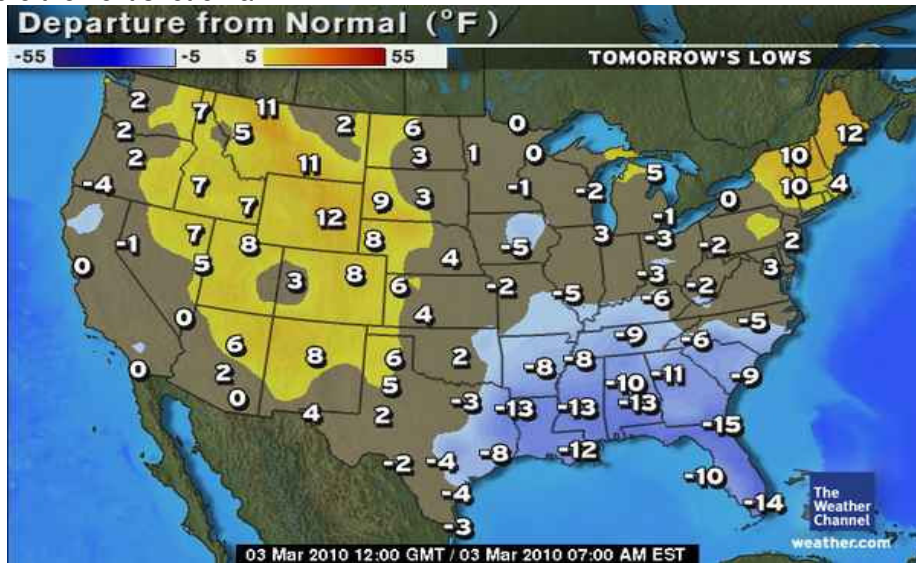 Departure from Normal (°F)
-55 -5 5 55 TOMORROW'S LOWS
2 7 11 2 6 0
2 5 3 1 0 12
2 11 10
-4 7 7 12 9 3 -1 -2 5 10 4
0 -1
7 8 8 3 -3 2
-1 -5 -2
0 5 3 8 6 4 -3 -2 3
-2 -5 -6
0 4 -9 -5
6 8 6 2 -8 -8 -6
0 2 5 -10 -11 -9
0 4 2 -3 -13 -13 -13
-15
-2 -4 -8 -12 -10
-4 -14
-3
The
Weather
Channel
weather.com
03 Mar 2010 12:00 GMT / 03 Mar 2010 07:00 AM EST